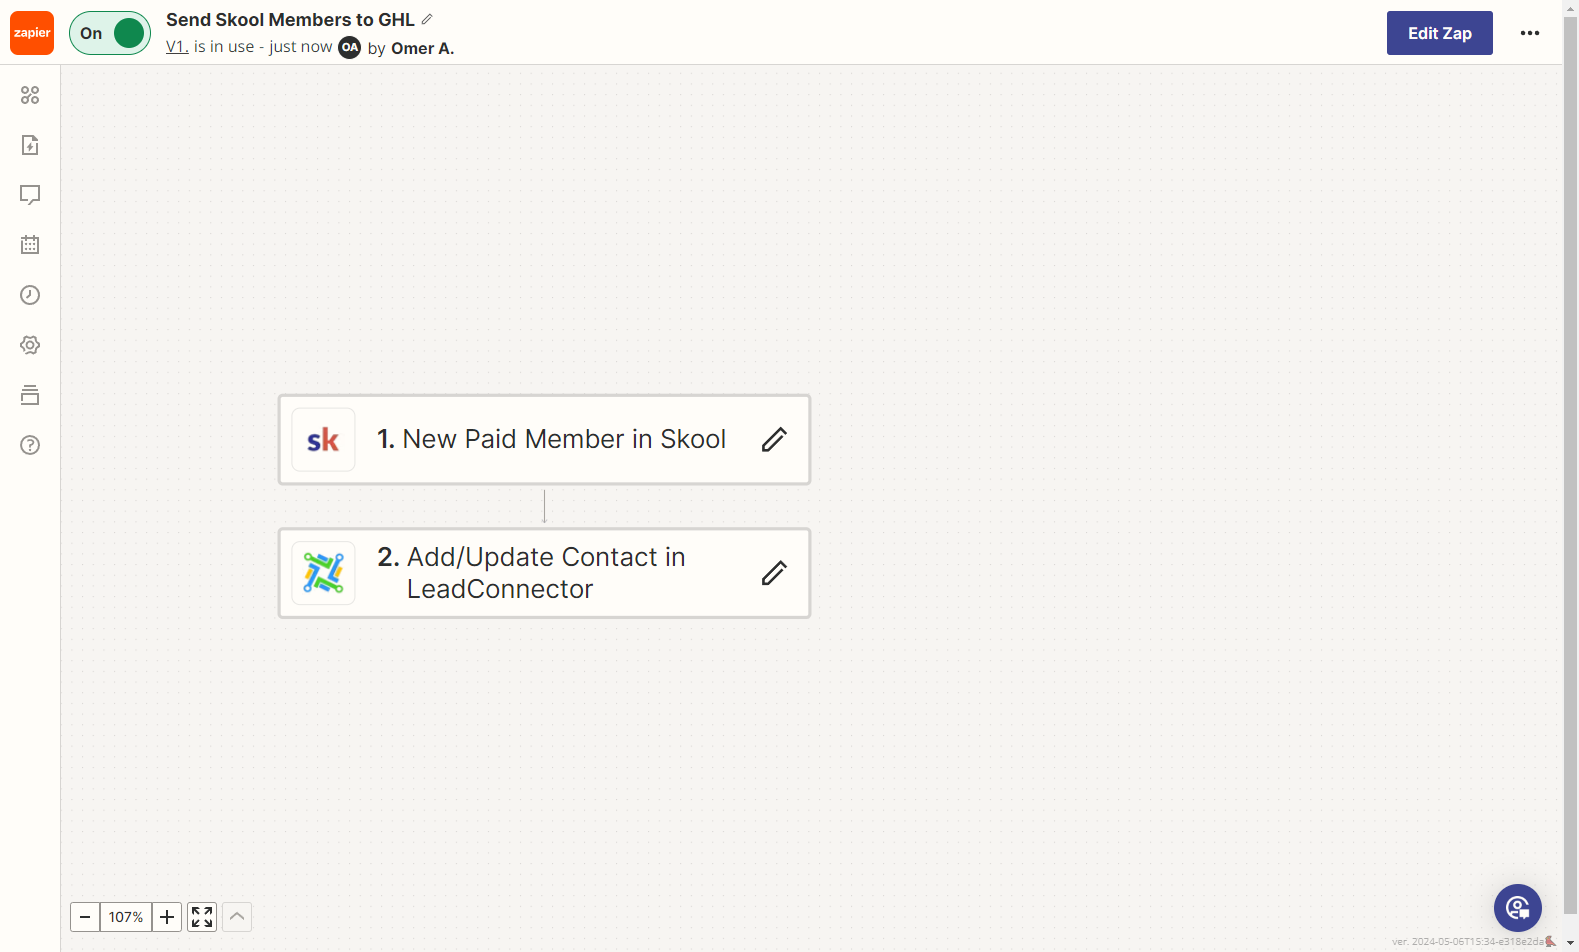 zapier
On
Send Skool Members to GHL
V1. is in use - just now OA by Omer A.
Edit Zap
sk
1. New Paid Member in Skool
2. Add/Update Contact in
LeadConnector
107%
ver. 2024-05-06T15:34-e318e2da